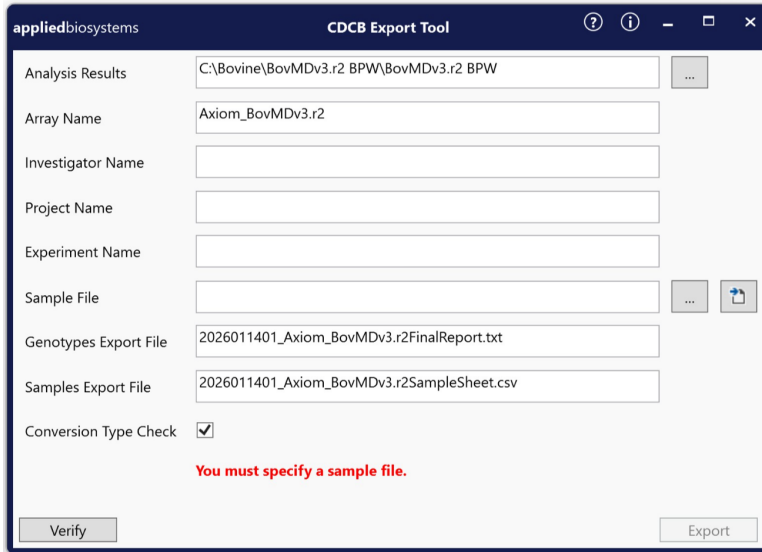 appliedbiosystems
CDCB Export Tool
Analysis Results
C:\Bovine\BovMDv3.r2 BPW\BovMDv3.r2 BPW
...
Array Name
Axiom_BovMDv3.r2
Investigator Name
Project Name
Experiment Name
Sample File
...
Genotypes Export File
2026011401_Axiom_BovMDv3.r2FinalReport.txt
Samples Export File
2026011401_Axiom_BovMDv3.r2SampleSheet.csv
Conversion Type Check
You must specify a sample file.
Verify
Export